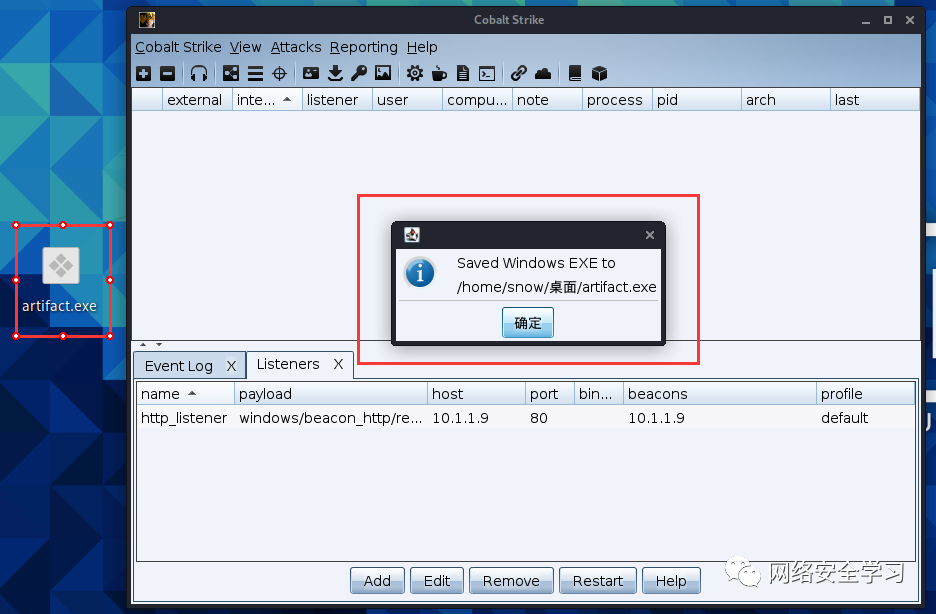 Cobalt Strike
Cobalt Strike View Attacks Reporting Help
external inte... listener user compu... note process pid arch last
artifact.exe
Saved Windows EXE to
/home/snow/桌面/artifact.exe
确定
Event Log X Listeners X
name payload host port bin... beacons profile
http_listener windows/beacon_http/re... 10.1.1.9 80 10.1.1.9 default
Add Edit Remove Restart Help
网络安全学习